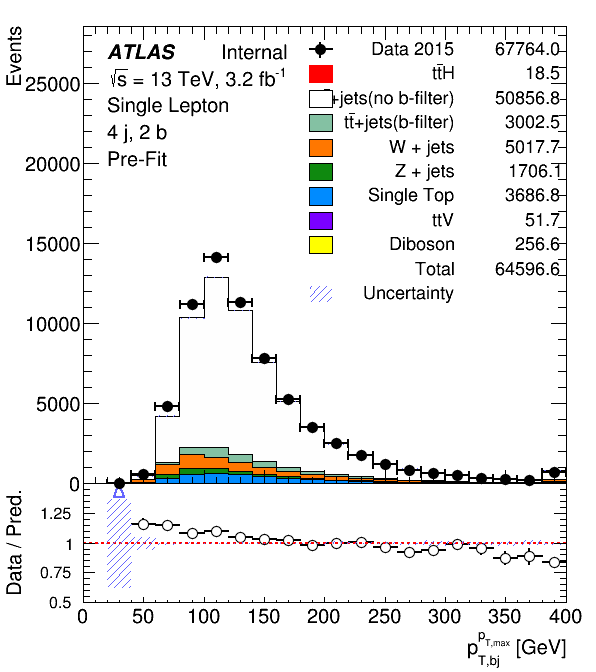 Events
ATLAS Internal
√s = 13 TeV, 3.2 fb⁻¹
Single Lepton
4 j, 2 b
Pre-Fit
Data 2015 67764.0
tt̄H 18.5
+jets(no b-filter) 50856.8
tt̄+jets(b-filter) 3002.5
W + jets 5017.7
Z + jets 1706.1
Single Top 3686.8
ttV 51.7
Diboson 256.6
Total 64596.6
Uncertainty
25000
20000
15000
10000
5000
0
Data / Pred.
1.25
1
0.75
0.5
0 50 100 150 200 250 300 350 400
p_{T,bj}^{p_{T,max}} [GeV]